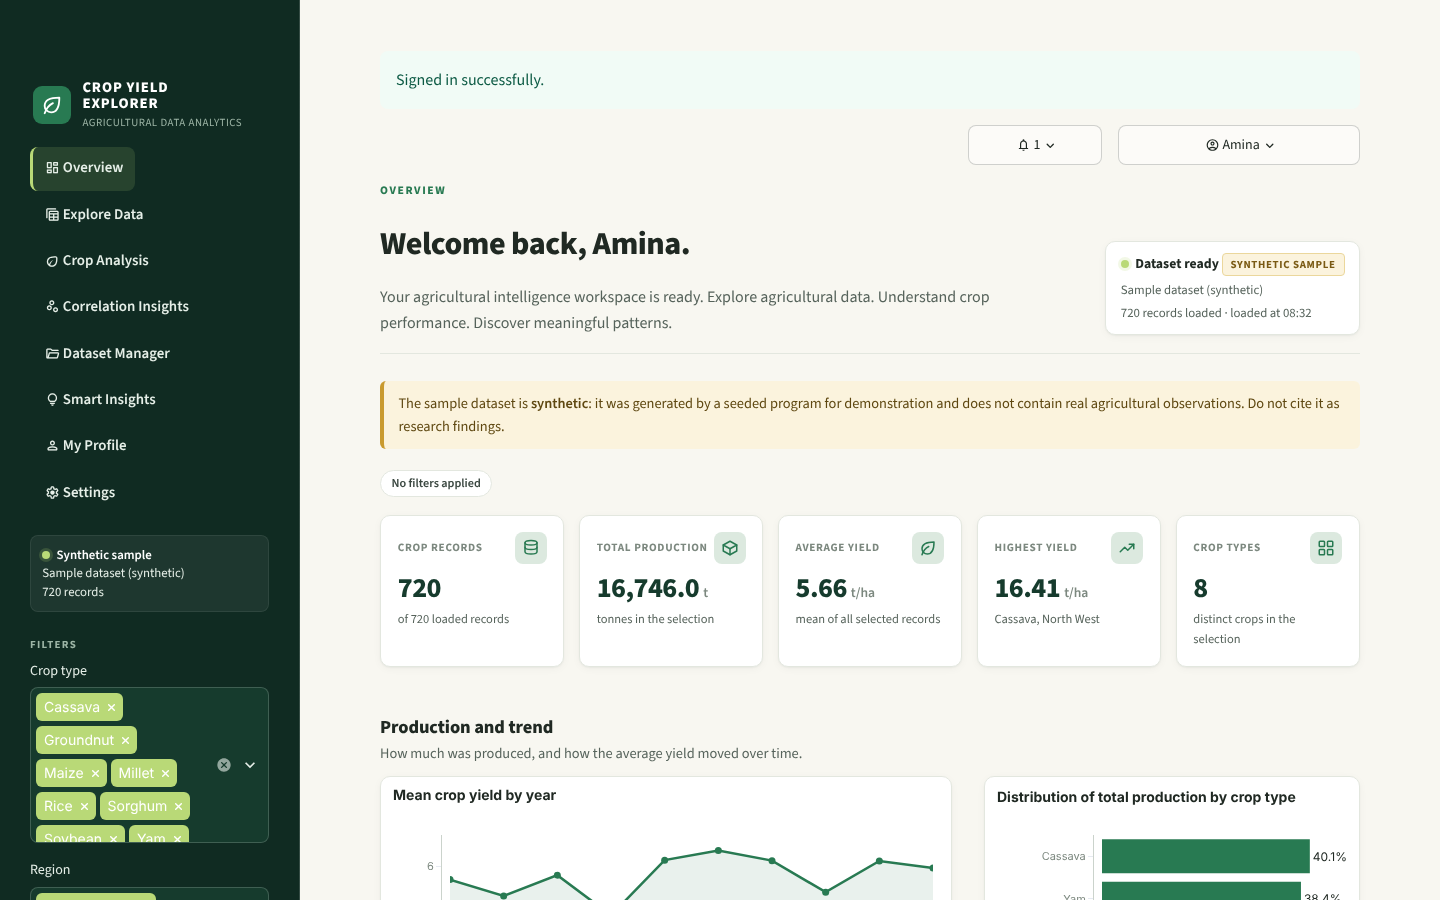 CROP YIELD
EXPLORER
AGRICULTURAL DATA ANALYTICS
Overview
Explore Data
Crop Analysis
Correlation Insights
Dataset Manager
Smart Insights
My Profile
Settings
Synthetic sample
Sample dataset (synthetic)
720 records
FILTERS
Crop type
Cassava ×
Groundnut ×
Maize × Millet ×
Rice × Sorghum ×
Soybean × Yam ×
Region
Signed in successfully.
1
Amina
OVERVIEW
Welcome back, Amina.
Your agricultural intelligence workspace is ready. Explore agricultural data. Understand crop
performance. Discover meaningful patterns.
Dataset ready SYNTHETIC SAMPLE
Sample dataset (synthetic)
720 records loaded · loaded at 08:32
The sample dataset is synthetic: it was generated by a seeded program for demonstration and does not contain real agricultural observations. Do not cite it as
research findings.
No filters applied
CROP RECORDS
720
of 720 loaded records
TOTAL PRODUCTION
16,746.0 t
tonnes in the selection
AVERAGE YIELD
5.66 t/ha
mean of all selected records
HIGHEST YIELD
16.41 t/ha
Cassava, North West
CROP TYPES
8
distinct crops in the
selection
Production and trend
How much was produced, and how the average yield moved over time.
Mean crop yield by year
6
Distribution of total production by crop type
Cassava
40.1%
Yam
38.4%